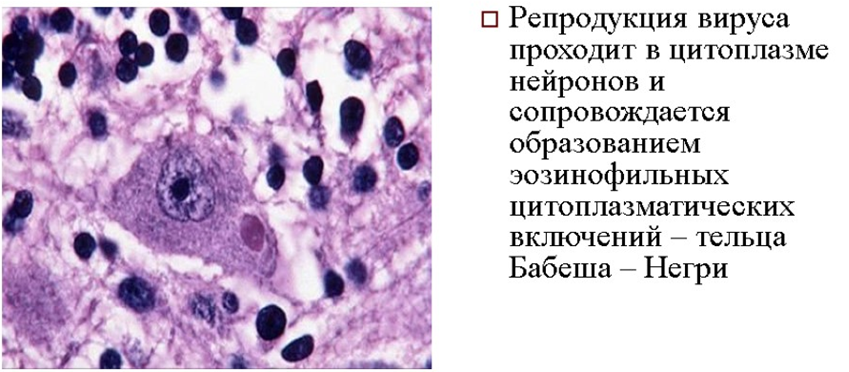 Репродукция вируса
проходит в цитоплазме
нейронов и
сопровождается
образованием
эозинофильных
цитоплазматических
включений – тельца
Бабеша – Негри